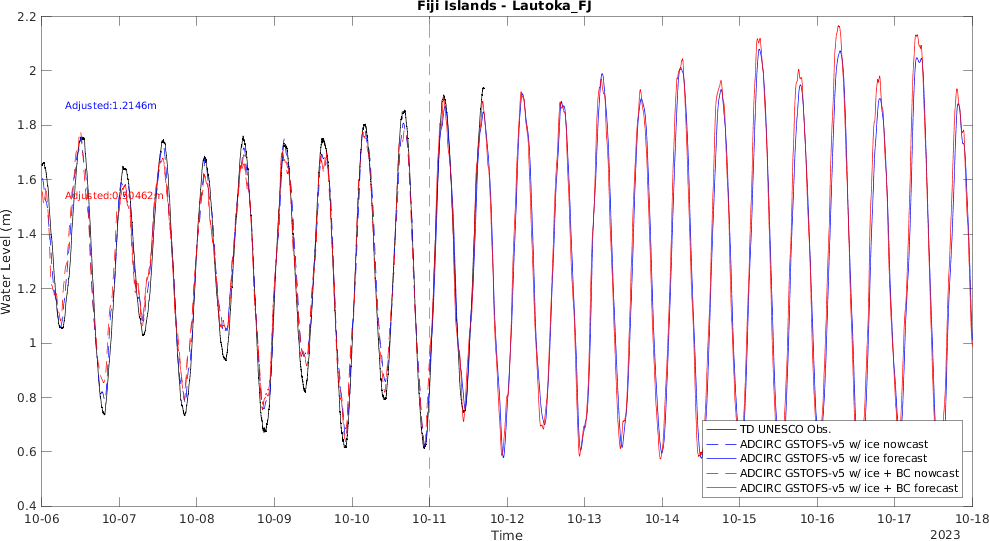 Fiji Islands - Lautoka_FJ
2.2
2
1.8
1.6
1.4
1.2
1
0.8
0.6
0.4
Water Level (m)
Adjusted:1.2146m
TD UNESCO Obs.
ADCIRC GSTOFS-v5 w/ ice nowcast
ADCIRC GSTOFS-v5 w/ ice forecast
ADCIRC GSTOFS-v5 w/ ice + BC nowcast
ADCIRC GSTOFS-v5 w/ ice + BC forecast
10-06 10-07 10-08 10-09 10-10 10-11 10-12 10-13 10-14 10-15 10-16 10-17 10-18
Time
2023